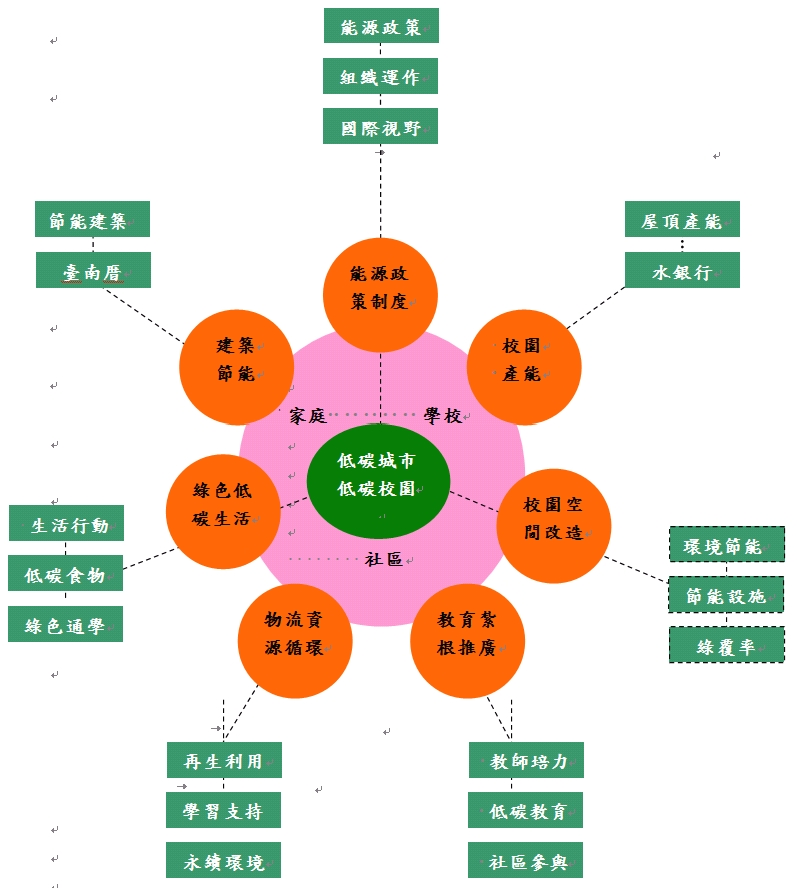 能源政策
組織運作
國際視野
節能建築
臺南厝
屋頂產能
水銀行
能源政
策制度
建築
節能
校園
產能
家庭
學校
低碳城市
低碳校園
綠色低
碳生活
校園空
間改造
社區
生活行動
低碳食物
綠色通學
環境節能
節能設施
綠覆率
物流資
源循環
教育紮
根推廣
再生利用
學習支持
永續環境
教師培力
低碳教育
社區參與